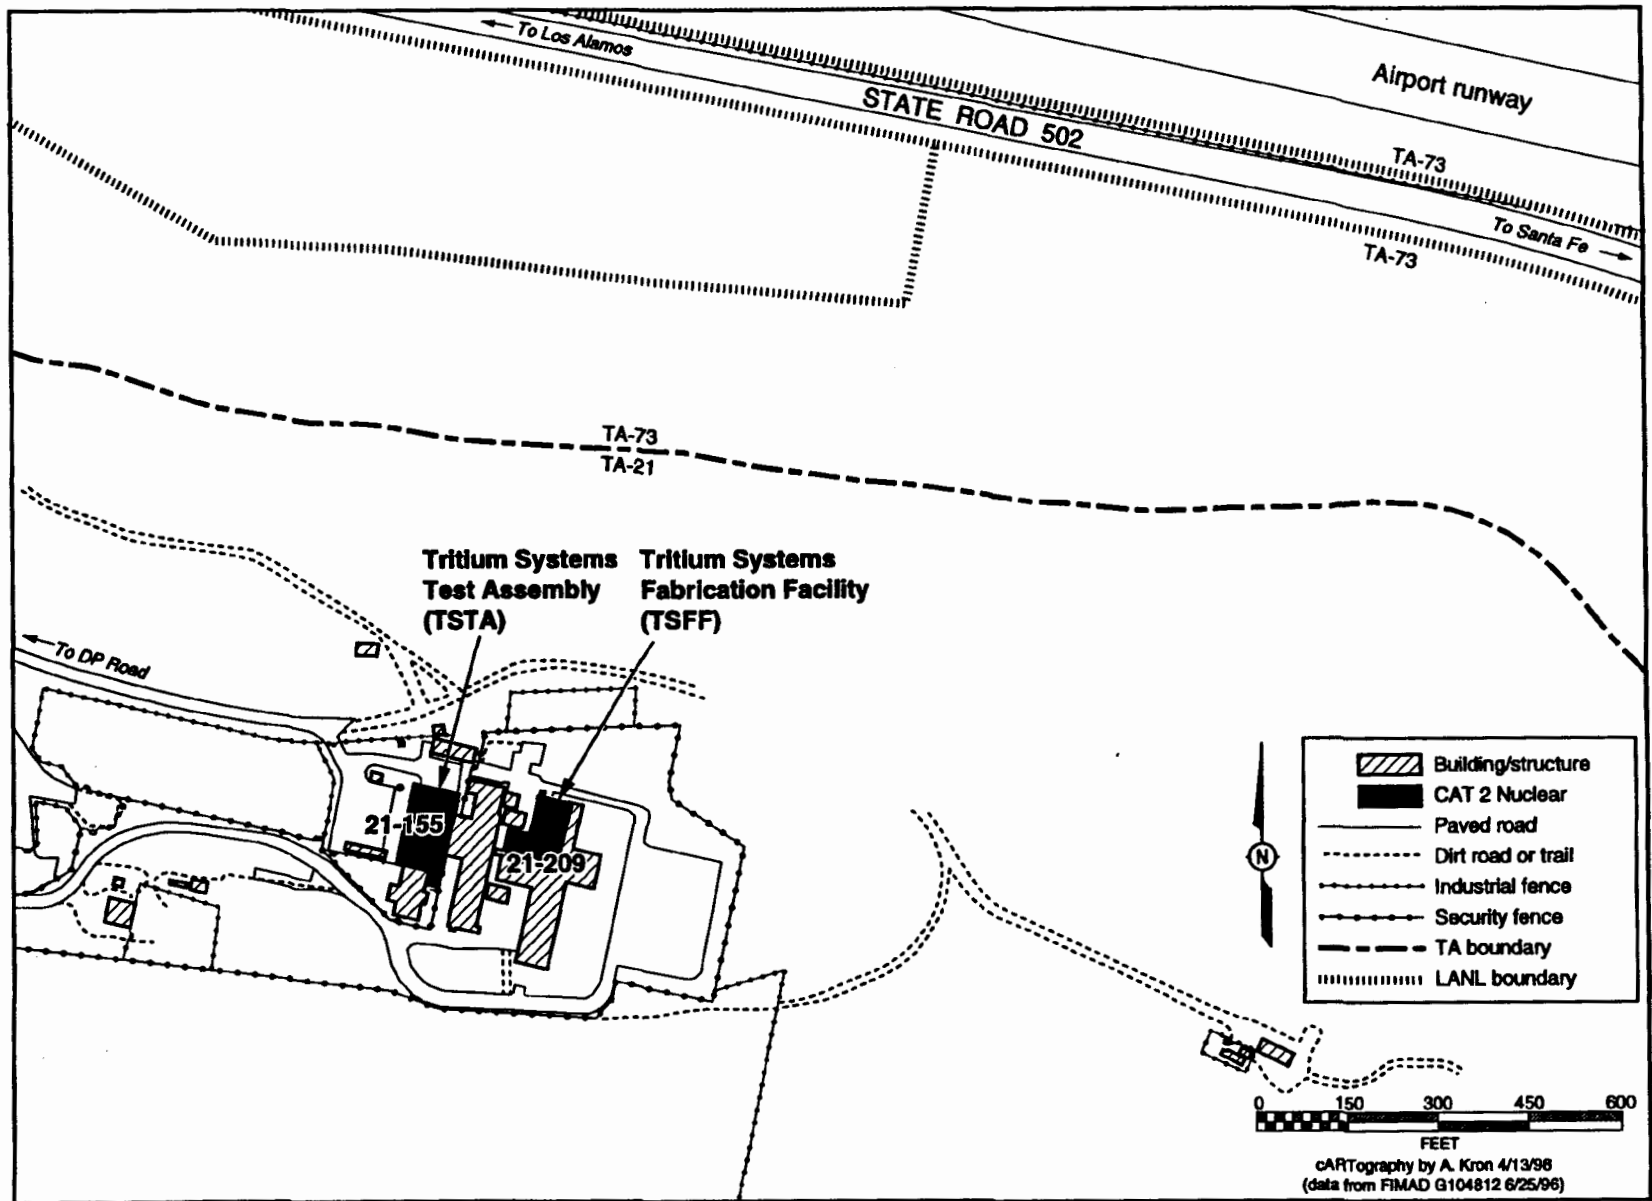 To Los Alamos
Airport runway
STATE ROAD 502
TA-73
To Santa Fe
TA-73
TA-73
TA-21
Tritium Systems
Test Assembly
(TSTA)
Tritium Systems
Fabrication Facility
(TSFF)
To DP Road
21-155
21-209
Building/structure
CAT 2 Nuclear
Paved road
Dirt road or trail
Industrial fence
Security fence
TA boundary
LANL boundary
N
0 150 300 450 600
FEET
cARTography by A. Kron 4/13/98
(data from FIMAD G104812 6/25/96)